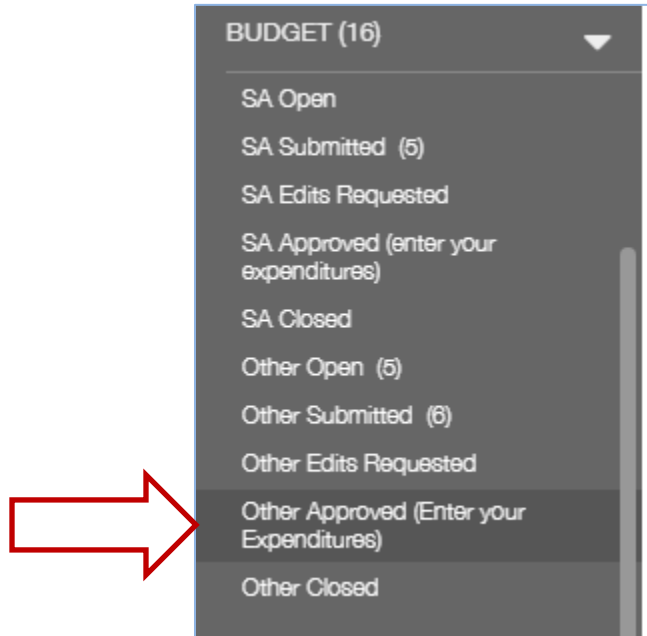 BUDGET (16)
SA Open
SA Submitted (5)
SA Edits Requested
SA Approved (enter your
expenditures)
SA Closed
Other Open (5)
Other Submitted (6)
Other Edits Requested
Other Approved (Enter your
Expenditures)
Other Closed